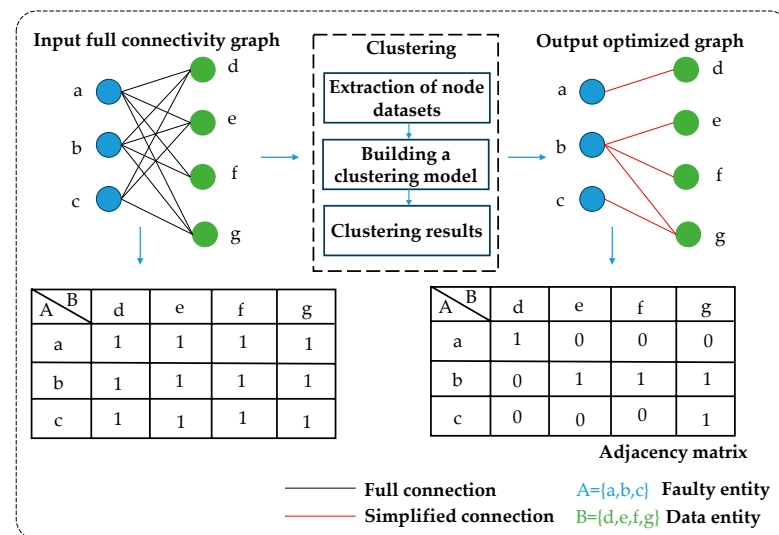 Input full connectivity graph
a
b
c
d
e
f
g
Clustering
Extraction of node
datasets
Building a
clustering model
Clustering results
Output optimized graph
a
b
c
d
e
f
g
A B d e f g
a 1 1 1 1
b 1 1 1 1
c 1 1 1 1
A B d e f g
a 1 0 0 0
b 0 1 1 1
c 0 0 0 1
Adjacency matrix
Full connection
Simplified connection
A={a,b,c} Faulty entity
B={d,e,f,g} Data entity